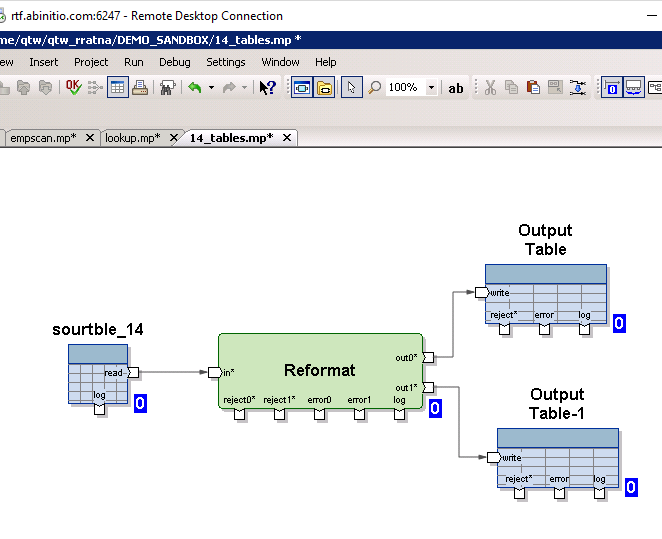 rtf.abinitio.com:6247 - Remote Desktop Connection
me/qtw/qtw_rratna/DEMO_SANDBOX/14_tables.mp *
ew Insert Project Run Debug Settings Window Help
OK 100% ab 0
empscan.mp* lookup.mp* 14_tables.mp*
Output
Table
write
reject* error log
0
sourtble_14
read
log
0
Reformat
in*
out0*
out1*
reject0* reject1* error0 error1 log
0
Output
Table-1
write
reject* error log
0